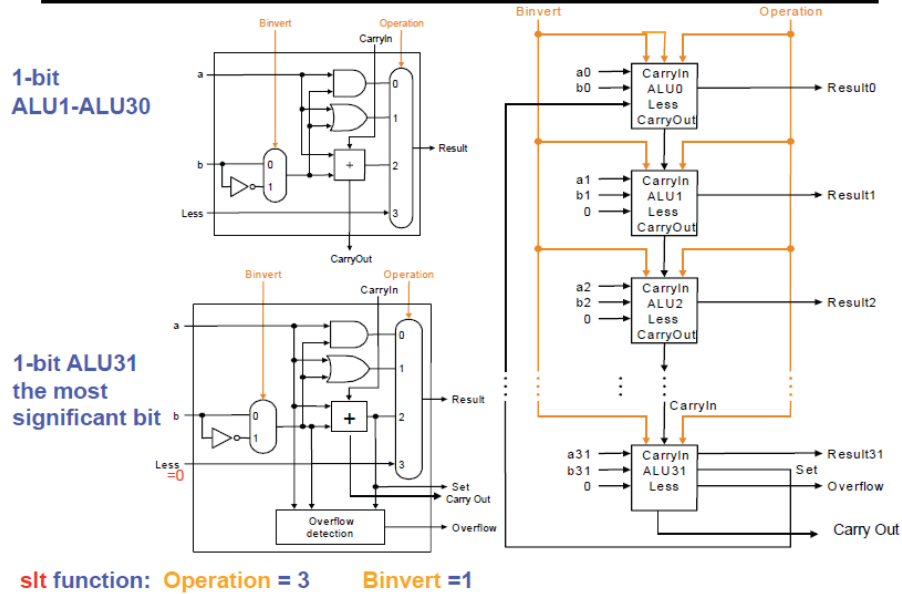 Binvert
Operation
CarryIn
a
0
1
b
0
1
+
2
Result
Less
3
CarryOut
1-bit
ALU1-ALU30
Binvert
Operation
CarryIn
a
0
1
b
0
1
+
2
Result
Less
=0
3
Set
Carry Out
Overflow
detection
Overflow
1-bit ALU31
the most
significant bit
Binvert
Operation
a0
b0
CarryIn
ALU0
Less
CarryOut
Result0
a1
b1
0
CarryIn
ALU1
Less
CarryOut
Result1
a2
b2
0
CarryIn
ALU2
Less
CarryOut
Result2
CarryIn
a31
b31
0
CarryIn
ALU31
Less
Result31
Set
Overflow
Carry Out
slt function: Operation = 3 Binvert =1